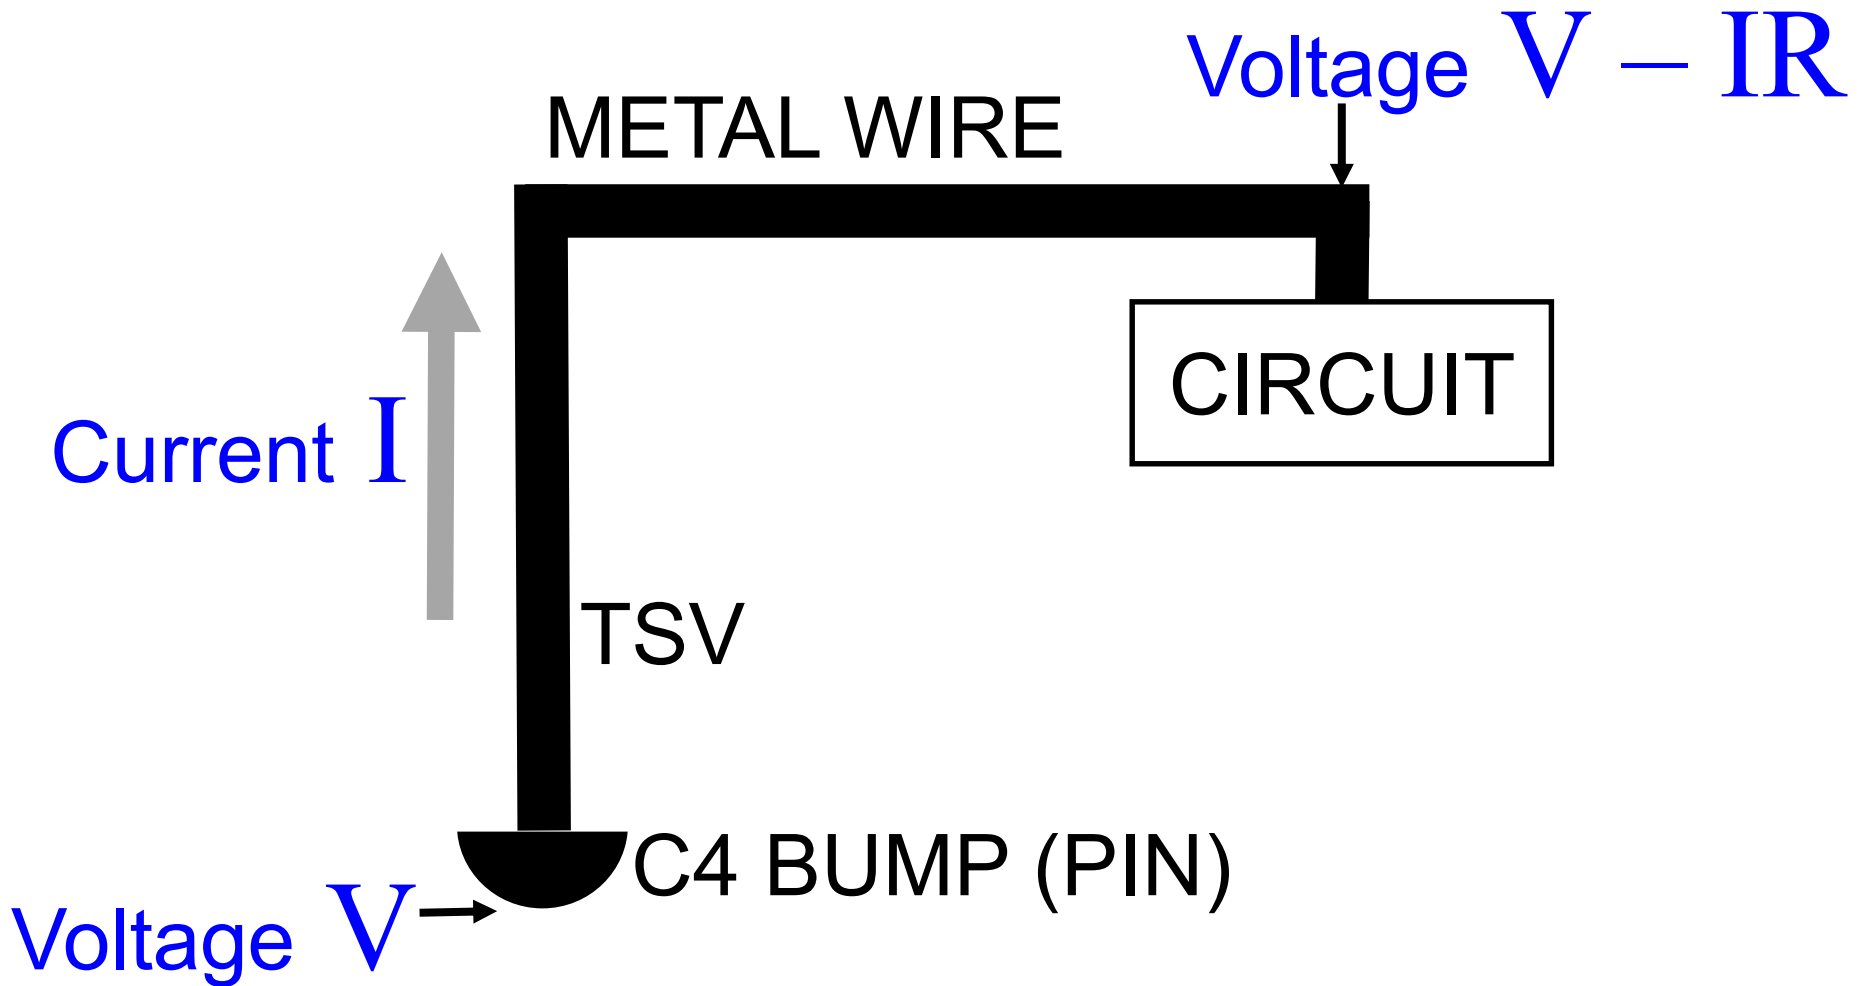 Voltage V – IR
METAL WIRE
CIRCUIT
Current I
TSV
C4 BUMP (PIN)
Voltage V